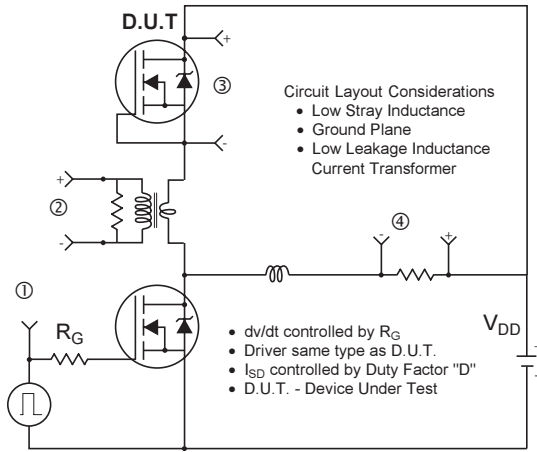 D.U.T
+
③
-
Circuit Layout Considerations
• Low Stray Inductance
• Ground Plane
• Low Leakage Inductance
Current Transformer
+
②
-
④
-
+
①
R_G
• dv/dt controlled by R_G
• Driver same type as D.U.T.
• I_SD controlled by Duty Factor "D"
• D.U.T. - Device Under Test
V_DD
+
-